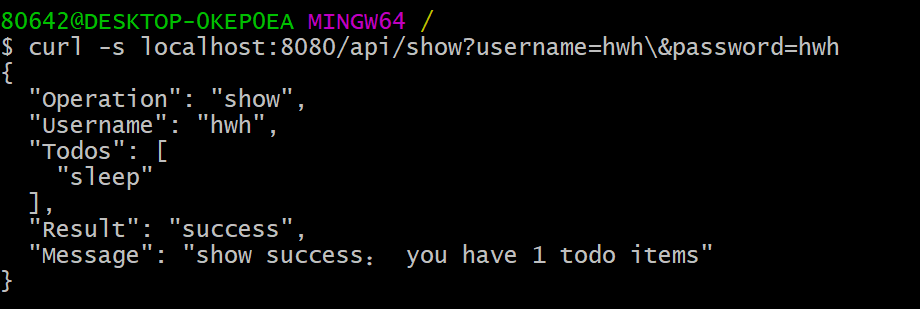 80642@DESKTOP-0KEP0EA MINGW64 /
$ curl -s localhost:8080/api/show?username=hwh\&password=hwh
{
  "Operation": "show",
  "Username": "hwh",
  "Todos": [
    "sleep"
  ],
  "Result": "success",
  "Message": "show success： you have 1 todo items"
}